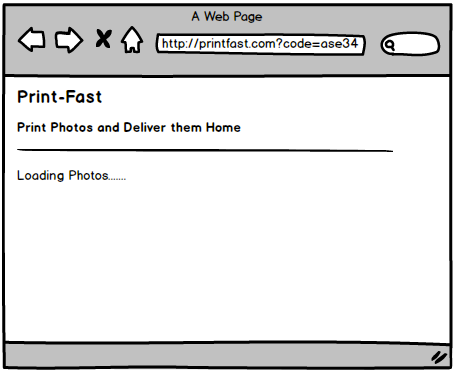 A Web Page
http://printfast.com?code=ase34
Print-Fast
Print Photos and Deliver them Home
Loading Photos.......